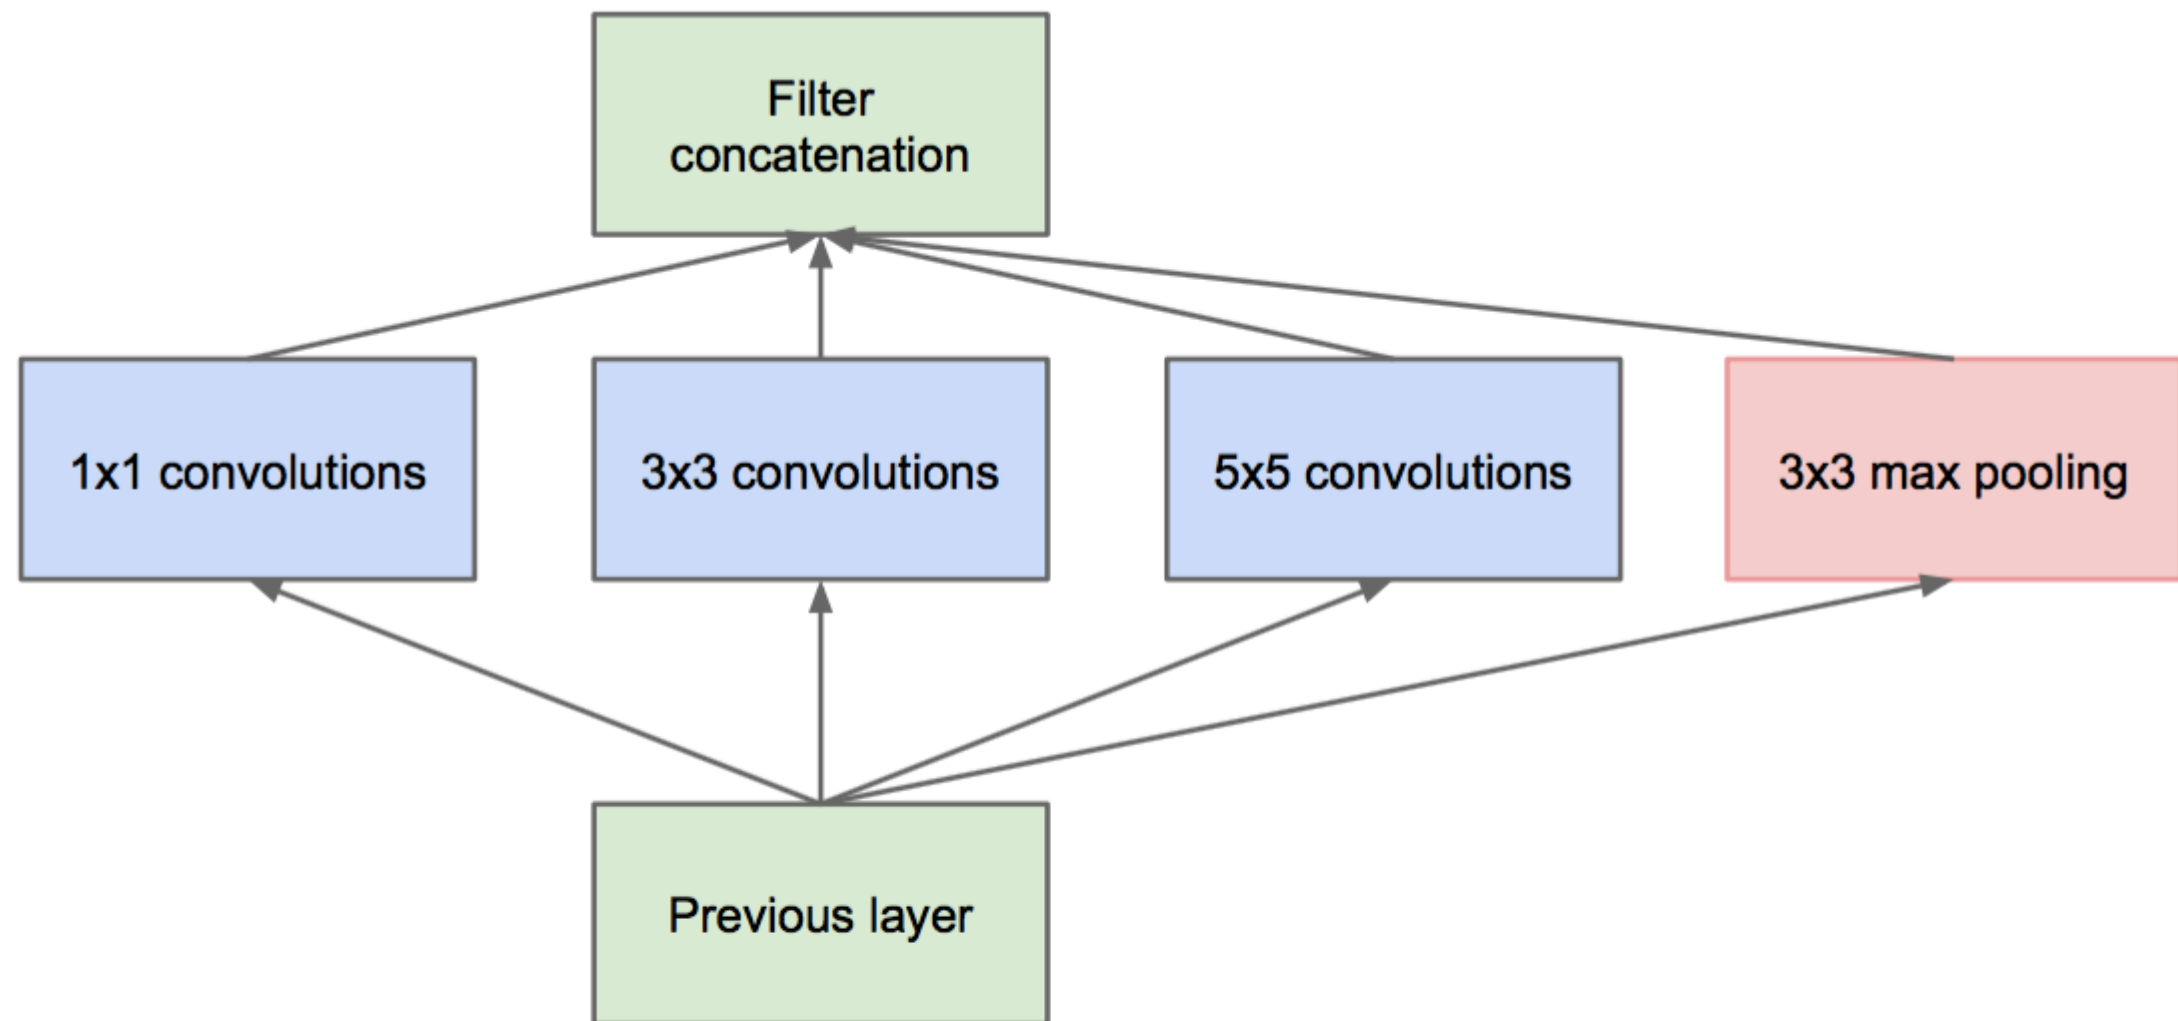 Filter
concatenation
1x1 convolutions
3x3 convolutions
5x5 convolutions
3x3 max pooling
Previous layer